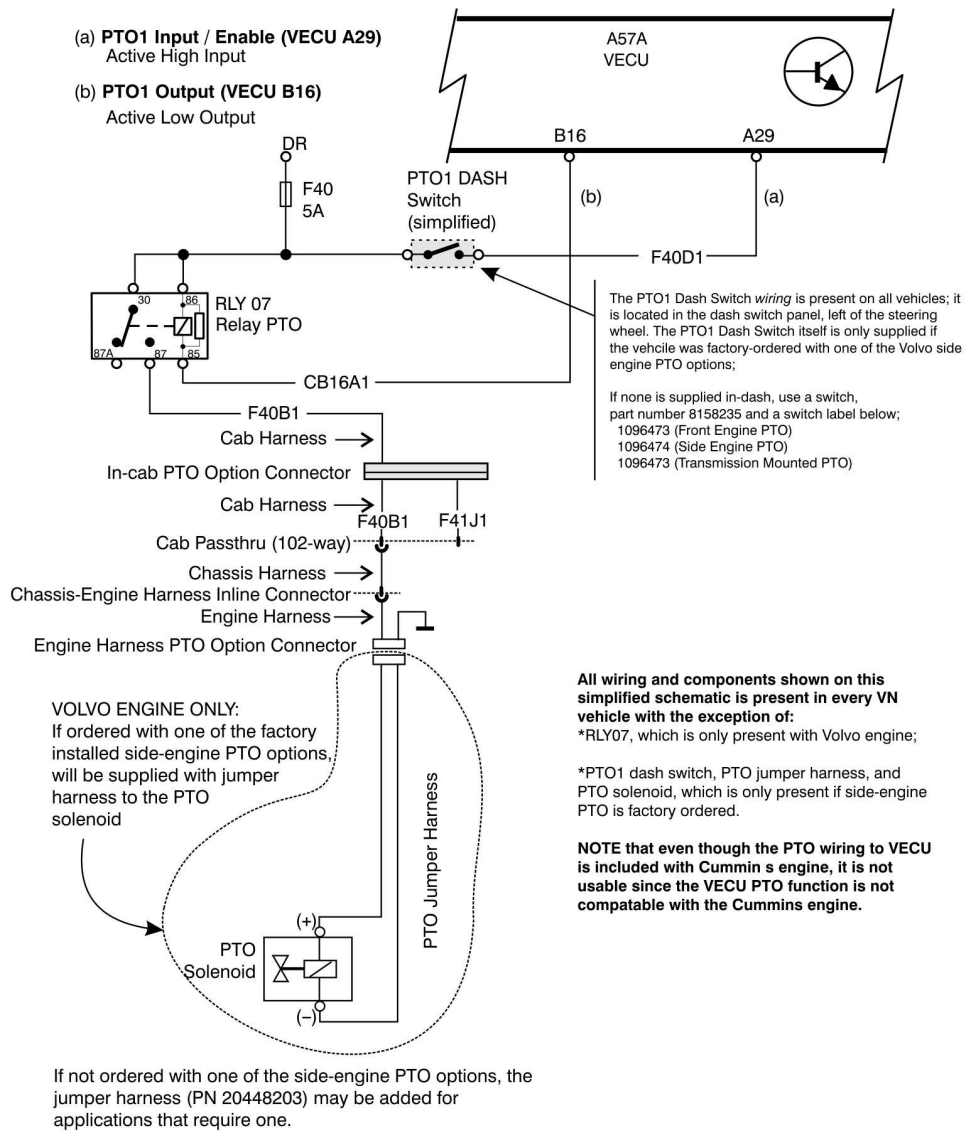 (a) PTO1 Input / Enable (VECU A29)
Active High Input
(b) PTO1 Output (VECU B16)
Active Low Output
A57A
VECU
B16
A29
DR
F40
5A
PTO1 DASH
Switch
(simplified)
(b)
(a)
F40D1
30
86
RLY 07
Relay PTO
87A
87
85
CB16A1
The PTO1 Dash Switch wiring is present on all vehicles; it
is located in the dash switch panel, left of the steering
wheel. The PTO1 Dash Switch itself is only supplied if
the vehcile was factory-ordered with one of the Volvo side
engine PTO options;
If none is supplied in-dash, use a switch,
part number 8158235 and a switch label below;
1096473 (Front Engine PTO)
1096474 (Side Engine PTO)
1096473 (Transmission Mounted PTO)
F40B1
Cab Harness
In-cab PTO Option Connector
Cab Harness
F40B1
F41J1
Cab Passthru (102-way)
Chassis Harness
Chassis-Engine Harness Inline Connector
Engine Harness
Engine Harness PTO Option Connector
VOLVO ENGINE ONLY:
If ordered with one of the factory
installed side-engine PTO options,
will be supplied with jumper
harness to the PTO
solenoid
PTO Jumper Harness
(+)
PTO
Solenoid
(–)
All wiring and components shown on this
simplified schematic is present in every VN
vehicle with the exception of:
*RLY07, which is only present with Volvo engine;
*PTO1 dash switch, PTO jumper harness, and
PTO solenoid, which is only present if side-engine
PTO is factory ordered.
NOTE that even though the PTO wiring to VECU
is included with Cummin s engine, it is not
usable since the VECU PTO function is not
compatable with the Cummins engine.
If not ordered with one of the side-engine PTO options, the
jumper harness (PN 20448203) may be added for
applications that require one.